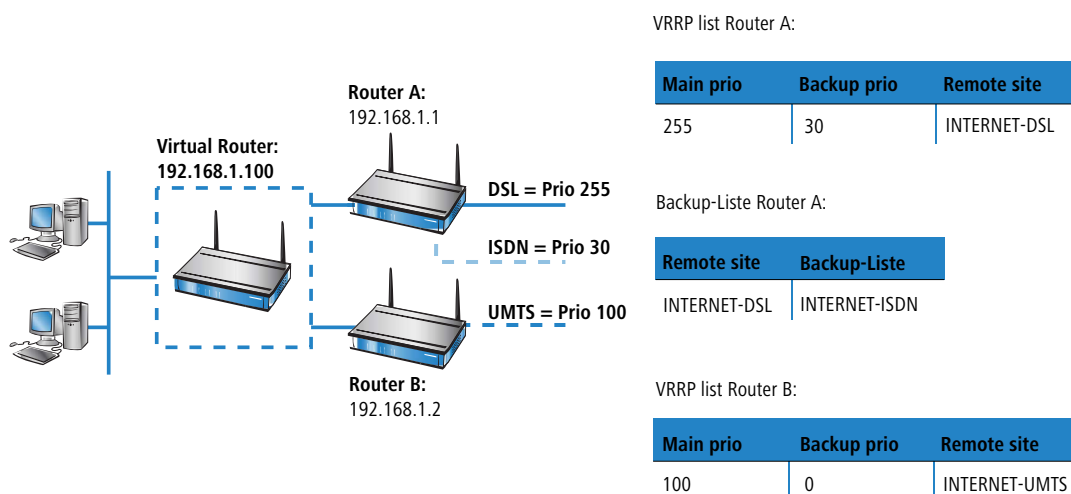 Virtual Router:
192.168.1.100
Router A:
192.168.1.1
DSL = Prio 255
ISDN = Prio 30
UMTS = Prio 100
Router B:
192.168.1.2
VRRP list Router A:
Main prio Backup prio Remote site
255 30 INTERNET-DSL
Backup-Liste Router A:
Remote site Backup-Liste
INTERNET-DSL INTERNET-ISDN
VRRP list Router B:
Main prio Backup prio Remote site
100 0 INTERNET-UMTS